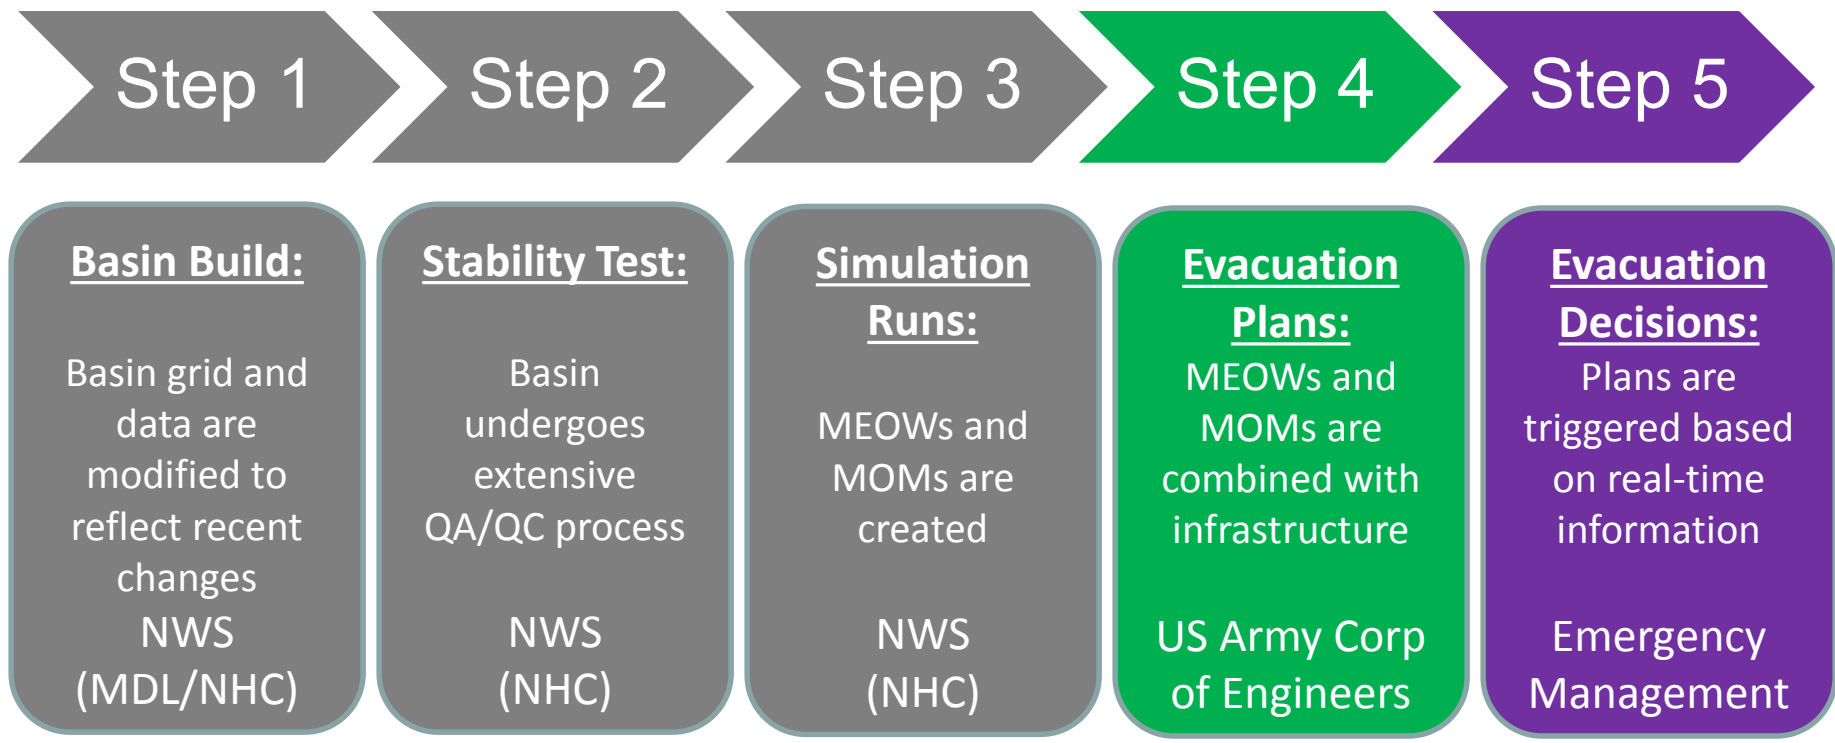 Step 1
Step 2
Step 3
Step 4
Step 5
Basin Build:
Basin grid and
data are
modified to
reflect recent
changes
NWS
(MDL/NHC)
Stability Test:
Basin
undergoes
extensive
QA/QC process
NWS
(NHC)
Simulation
Runs:
MEOWs and
MOMs are
created
NWS
(NHC)
Evacuation
Plans:
MEOWs and
MOMs are
combined with
infrastructure
US Army Corp
of Engineers
Evacuation
Decisions:
Plans are
triggered based
on real-time
information
Emergency
Management